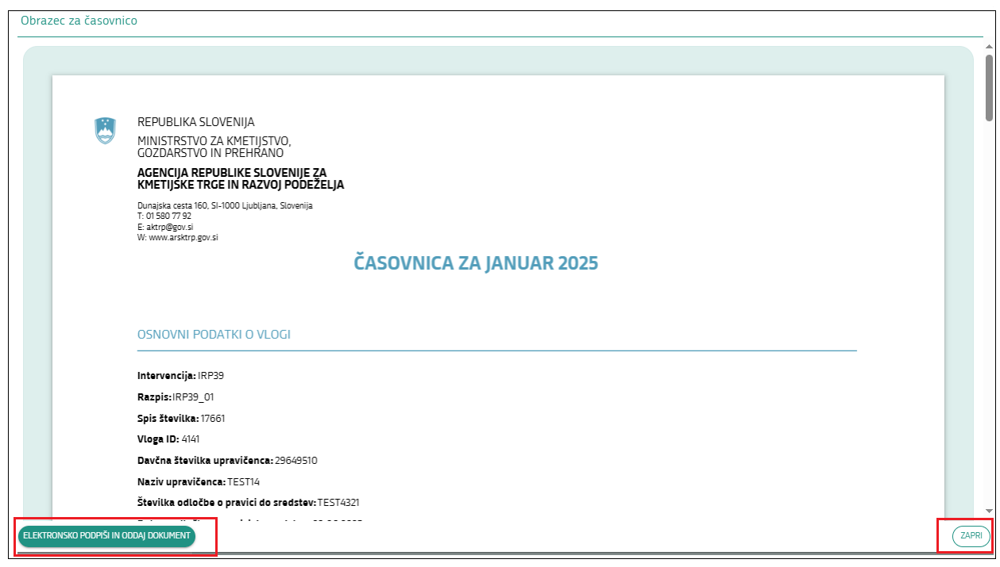 Obrazec za časovnico
REPUBLIKA SLOVENIJA
MINISTRSTVO ZA KMETIJSTVO,
GOZDARSTVO IN PREHRANO
AGENCIJA REPUBLIKE SLOVENIJE ZA
KMETIJSKE TRGE IN RAZVOJ PODEŽELJA
Dunajska cesta 160, SI-1000 Ljubljana, Slovenija
T: 01 580 77 92
E: aktrp@gov.si
W: www.arsktrp.gov.si
ČASOVNICA ZA JANUAR 2025
OSNOVNI PODATKI O VLOGI
Intervencija: IRP39
Razpis: IRP39_01
Spis številka: 17661
Vloga ID: 4141
Davčna številka upravičenca: 29649510
Naziv upravičenca: TEST14
Številka odločbe o pravici do sredstev: TEST4321
ELEKTRONSKO PODPIŠI IN ODDAJ DOKUMENT
ZAPRI